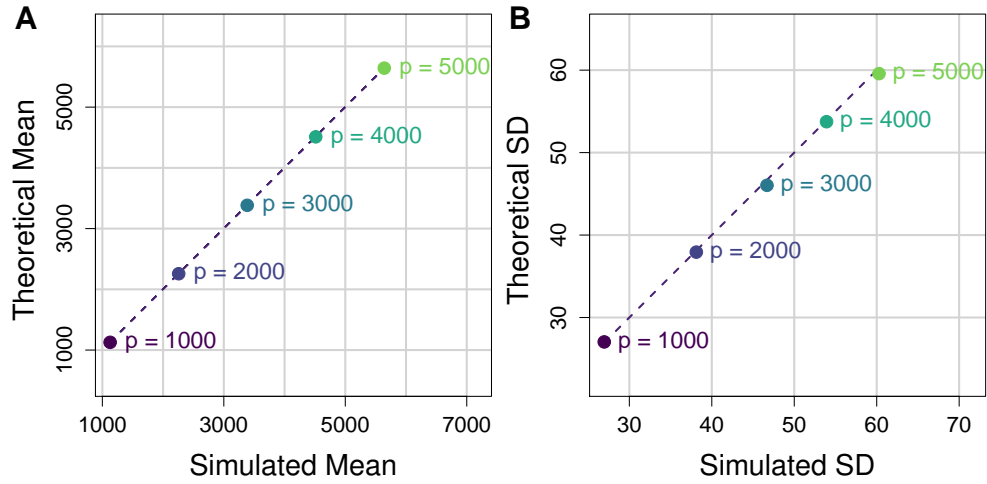 A
Theoretical Mean
5000
3000
1000
p = 5000
p = 4000
p = 3000
p = 2000
p = 1000
1000 3000 5000 7000
Simulated Mean
B
Theoretical SD
60
50
40
30
p = 5000
p = 4000
p = 3000
p = 2000
p = 1000
30 40 50 60 70
Simulated SD